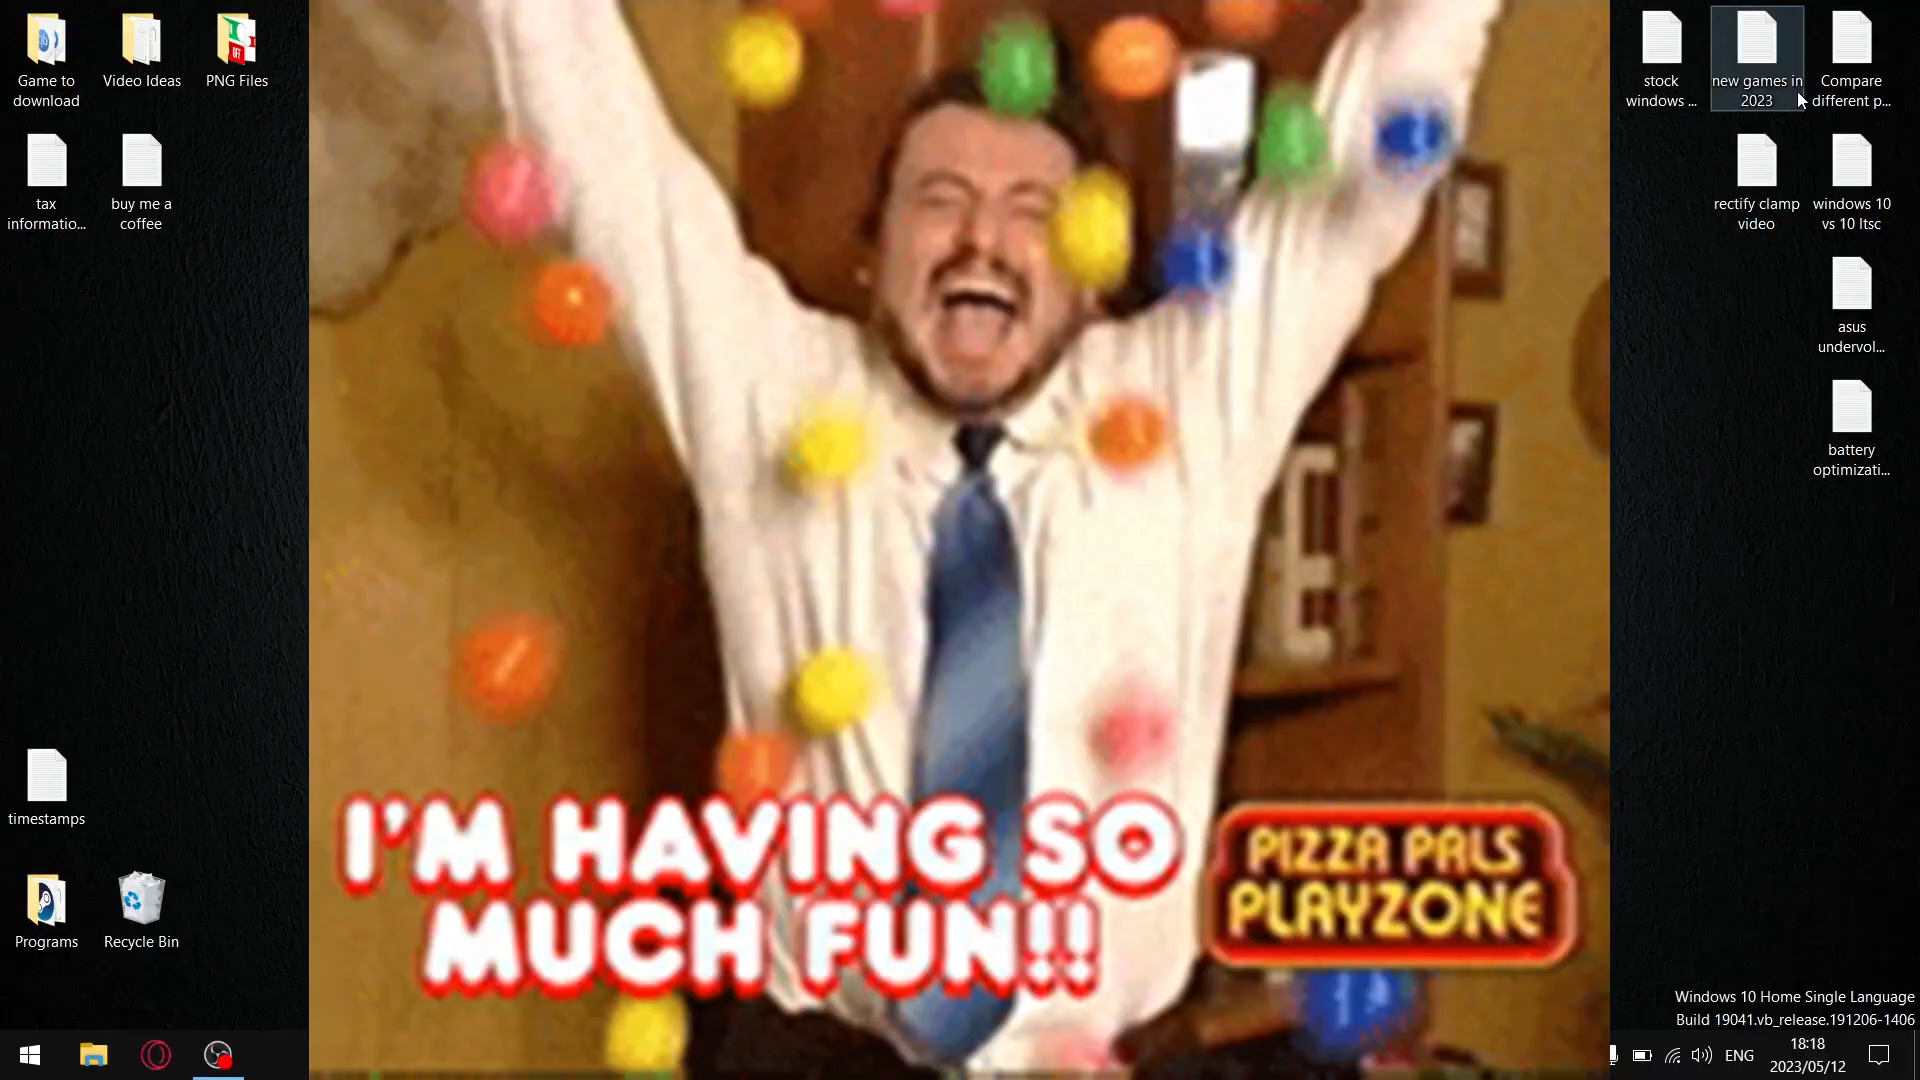 Game to
download
Video Ideas
PNG Files
tax
informatio...
buy me a
coffee
timestamps
Programs
Recycle Bin
stock
windows ...
new games in
2023
Compare
different p...
rectify clamp
video
windows 10
vs 10 ltsc
asus
undervol...
battery
optimizati...
I'M HAVING SO
MUCH FUN!!
PIZZA PALS
PLAYZONE
Windows 10 Home Single Language
Build 19041.vb_release.191206-1406
ENG
18:18
2023/05/12